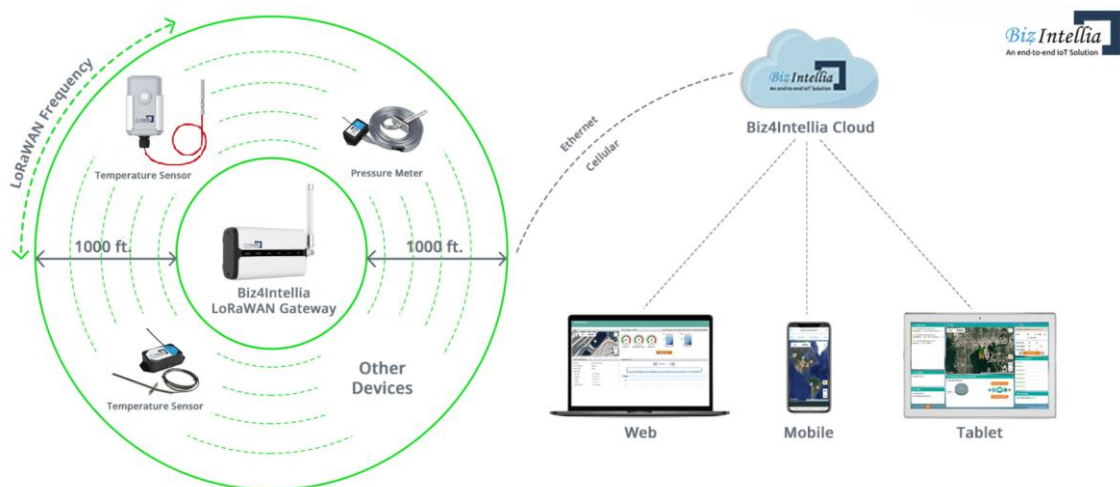 Biz Intellia
An end-to-end IoT Solution
LoRaWAN Frequency
Temperature Sensor
Pressure Meter
1000 ft.
1000 ft.
Biz4Intellia
LoRaWAN Gateway
Temperature Sensor
Other
Devices
Ethernet
Cellular
Biz Intellia
An end-to-end IoT Solution
Biz4Intellia Cloud
Web
Mobile
Tablet